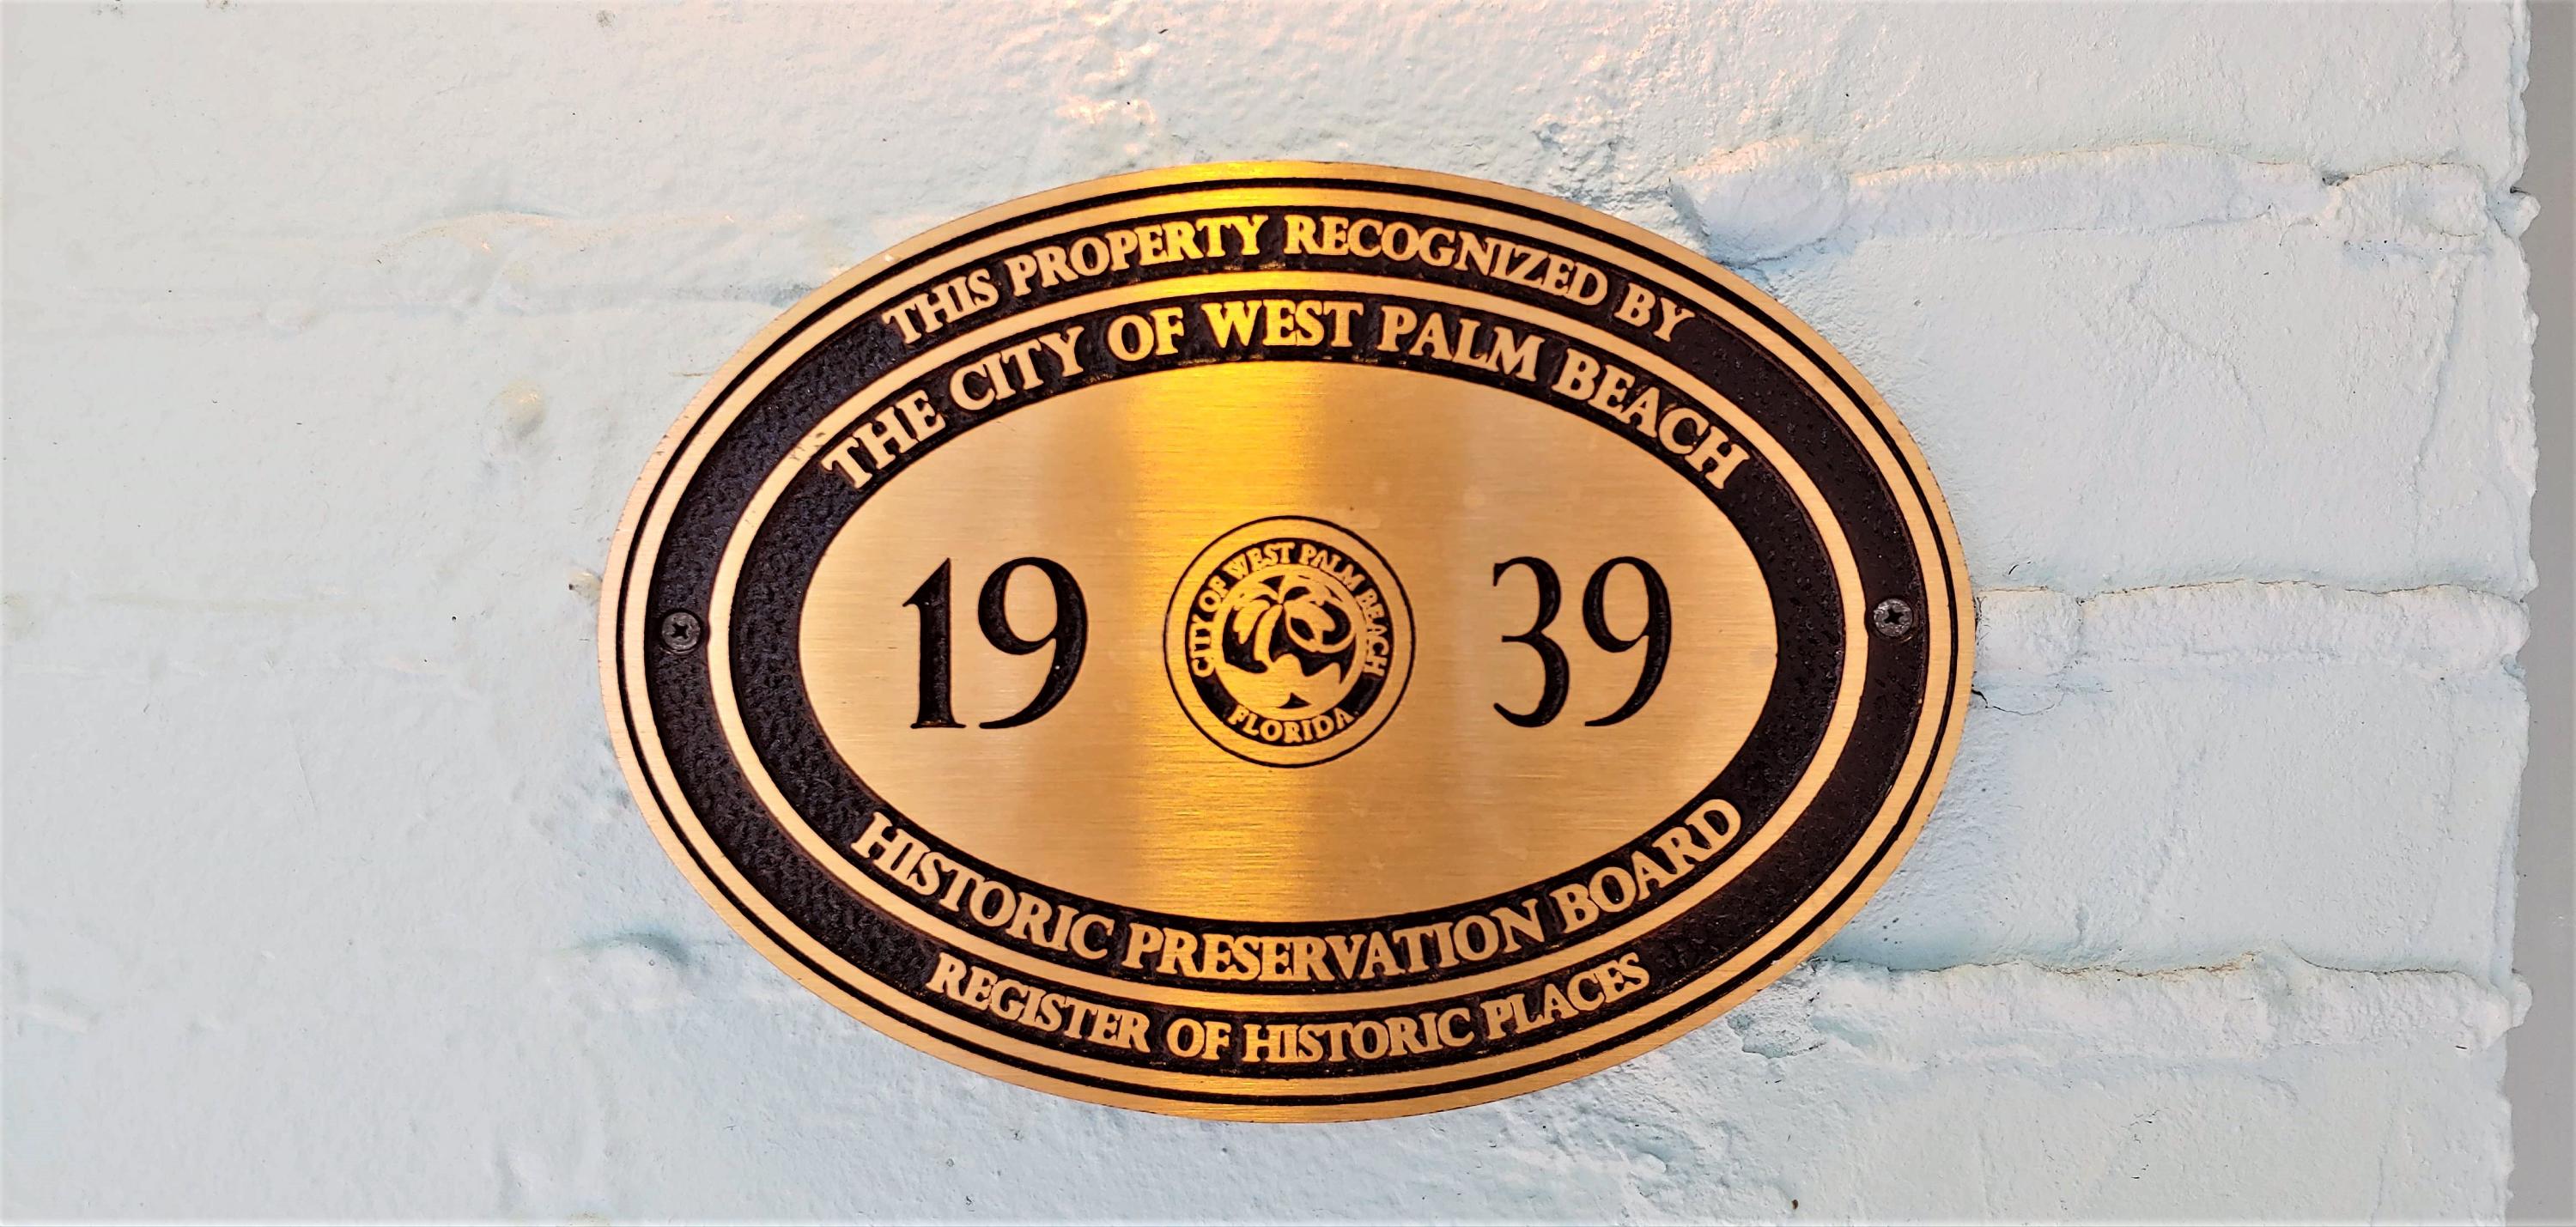 THIS PROPERTY RECOGNIZED BY
THE CITY OF WEST PALM BEACH
19
CITY OF WEST PALM BEACH
FLORIDA
39
HISTORIC PRESERVATION BOARD
REGISTER OF HISTORIC PLACES